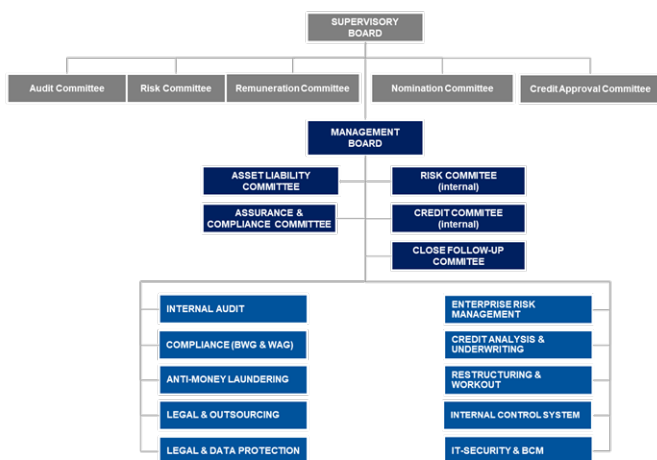 SUPERVISORY
BOARD
Audit Committee
Risk Committee
Remuneration Committee
Nomination Committee
Credit Approval Committee
MANAGEMENT
BOARD
ASSET LIABILITY
COMMITTEE
RISK COMMITEE
(internal)
ASSURANCE &
COMPLIANCE COMMITTEE
CREDIT COMMITEE
(internal)
CLOSE FOLLOW-UP
COMMITEE
INTERNAL AUDIT
ENTERPRISE RISK
MANAGEMENT
COMPLIANCE (BWG & WAG)
CREDIT ANALYSIS &
UNDERWRITING
ANTI-MONEY LAUNDERING
RESTRUCTURING &
WORKOUT
LEGAL & OUTSOURCING
INTERNAL CONTROL SYSTEM
LEGAL & DATA PROTECTION
IT-SECURITY & BCM